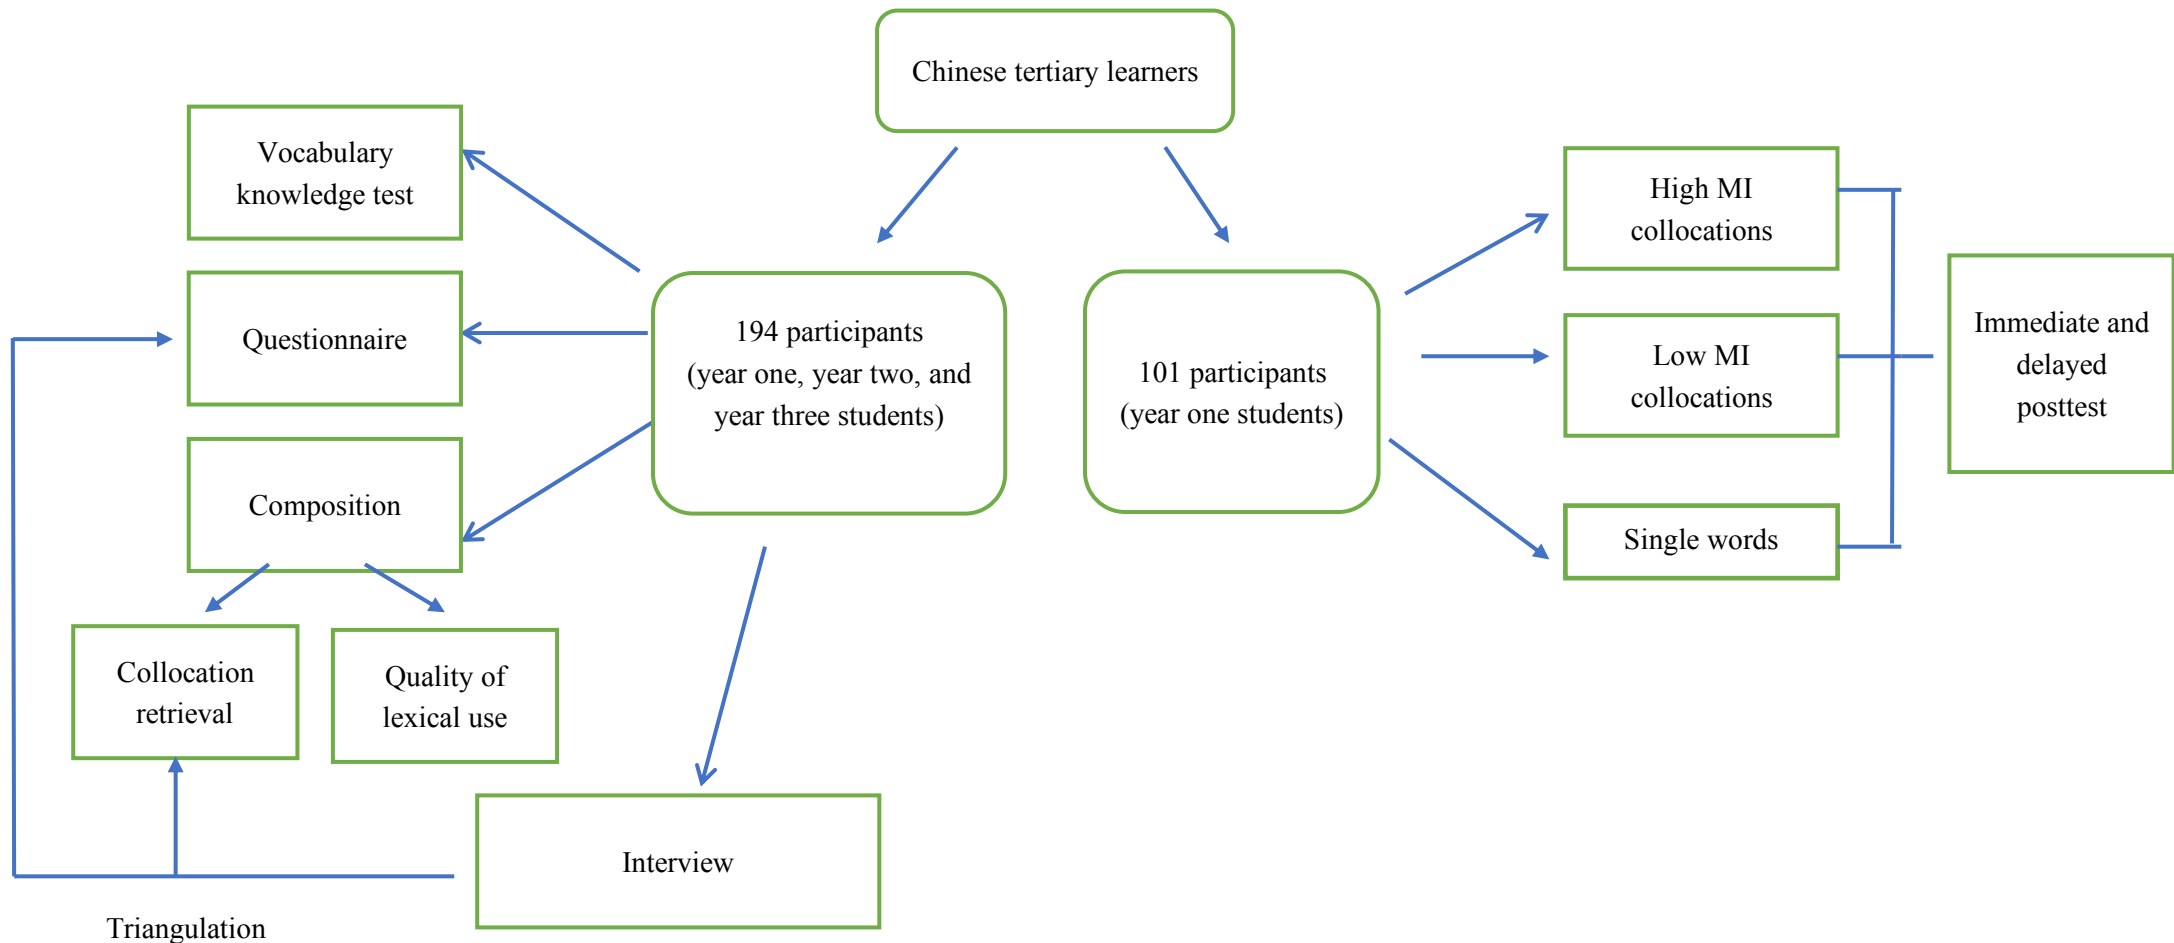 Chinese tertiary learners
Vocabulary
knowledge test
Questionnaire
Composition
Collocation
retrieval
Quality of
lexical use
194 participants
(year one, year two, and
year three students)
Interview
Triangulation
101 participants
(year one students)
High MI
collocations
Low MI
collocations
Single words
Immediate and
delayed
posttest